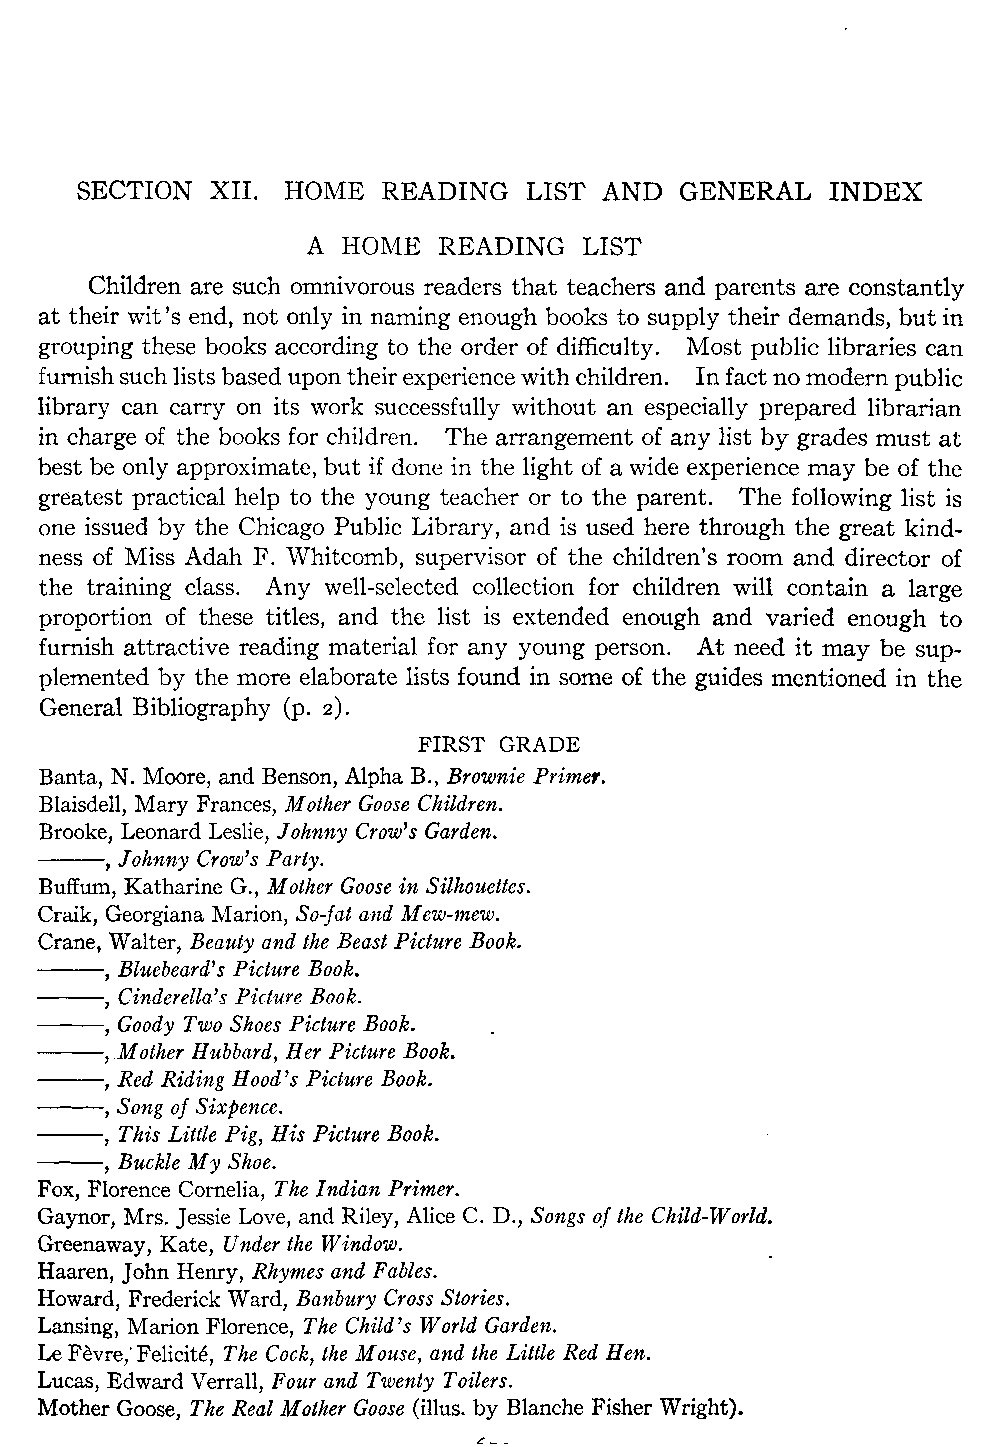 SECTION XII. HOME READING LIST AND GENERAL INDEX
A HOME READING LIST
Children are such omnivorous readers that teachers and parents are constantly
at their wit's end, not only in naming enough books to supply their demands, but in
grouping these books according to the order of difficulty. Most public libraries can
furnish such lists based upon their experience with children. In fact no modern public
library can carry on its work successfully without an especially prepared librarian
in charge of the books for children. The arrangement of any list by grades must at
best be only approximate, but if done in the light of a wide experience may be of the
greatest practical help to the young teacher or to the parent. The following list is
one issued by the Chicago Public Library, and is used here through the great kind-
ness of Miss Adah F. Whitcomb, supervisor of the children's room and director of
the training class. Any well-selected collection for children will contain a large
proportion of these titles, and the list is extended enough and varied enough to
furnish attractive reading material for any young person. At need it may be sup-
plemented by the more elaborate lists found in some of the guides mentioned in the
General Bibliography (p. 2).
FIRST GRADE
Banta, N. Moore, and Benson, Alpha B., Brownie Primer.
Blaisdell, Mary Frances, Mother Goose Children.
Brooke, Leonard Leslie, Johnny Crow's Garden.
———, Johnny Crow's Party.
Buffum, Katharine G., Mother Goose in Silhouettes.
Craik, Georgiana Marion, So-fat and Mew-mew.
Crane, Walter, Beauty and the Beast Picture Book.
———, Bluebeard's Picture Book.
———, Cinderella's Picture Book.
———, Goody Two Shoes Picture Book.
———, Mother Hubbard, Her Picture Book.
———, Red Riding Hood's Picture Book.
———, Song of Sixpence.
———, This Little Pig, His Picture Book.
———, Buckle My Shoe.
Fox, Florence Cornelia, The Indian Primer.
Gaynor, Mrs. Jessie Love, and Riley, Alice C. D., Songs of the Child-World.
Greenaway, Kate, Under the Window.
Haaren, John Henry, Rhymes and Fables.
Howard, Frederick Ward, Banbury Cross Stories.
Lansing, Marion Florence, The Child's World Garden.
Le Fèvre, Felicité, The Cock, the Mouse, and the Little Red Hen.
Lucas, Edward Verrall, Four and Twenty Toilers.
Mother Goose, The Real Mother Goose (illus. by Blanche Fisher Wright).